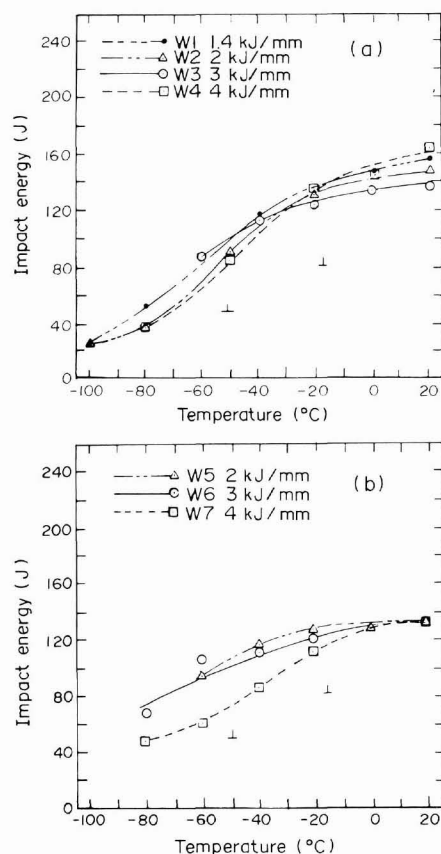 240
200
160
120
80
40
0
Impact energy (J)
W1 1.4 kJ/mm
W2 2 kJ/mm
W3 3 kJ/mm
W4 4 kJ/mm
(a)
-100 -80 -60 -40 -20 0 20
Temperature (°C)
240
200
160
120
80
40
0
Impact energy (J)
W5 2 kJ/mm
W6 3 kJ/mm
W7 4 kJ/mm
(b)
-100 -80 -60 -40 -20 0 20
Temperature (°C)